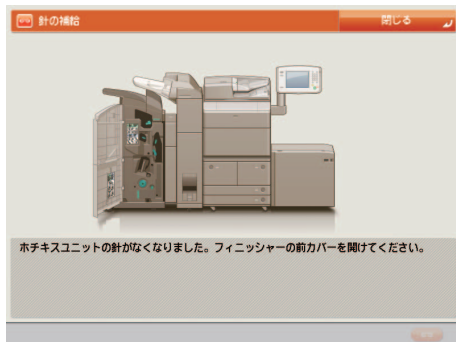 針の補給
閉じる
ホチキスユニットの針がなくなりました。フィニッシャーの前カバーを開けてください。